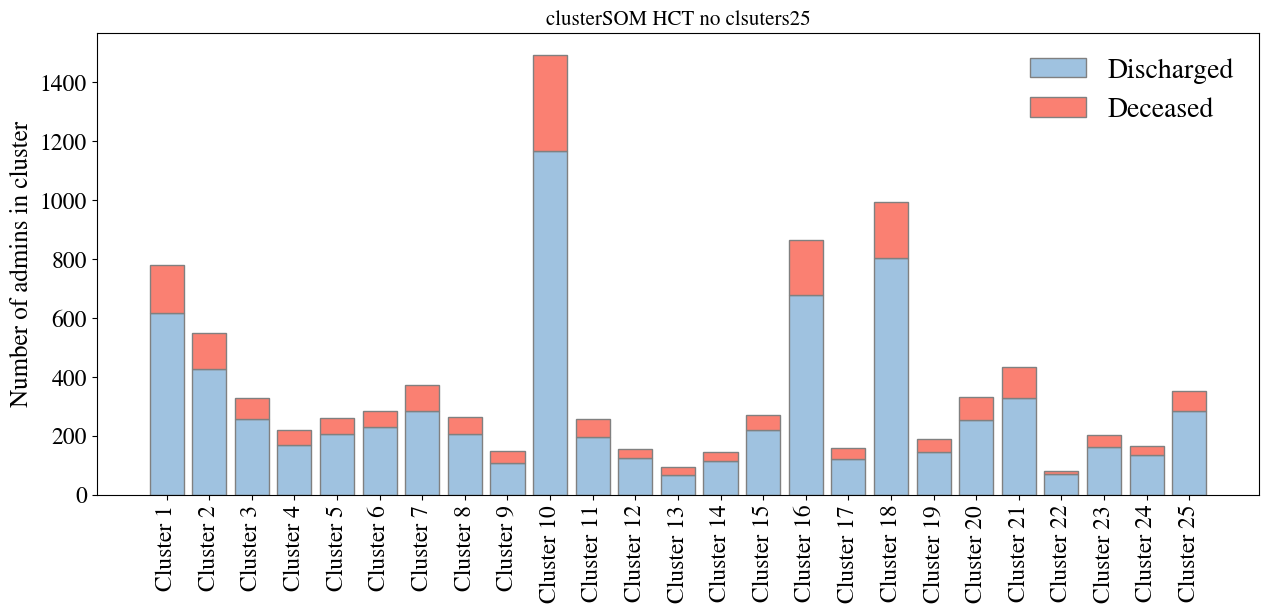 clusterSOM HCT no clsuters25
Discharged
Deceased
Number of admins in cluster
1400
1200
1000
800
600
400
200
0
Cluster 1
Cluster 2
Cluster 3
Cluster 4
Cluster 5
Cluster 6
Cluster 7
Cluster 8
Cluster 9
Cluster 10
Cluster 11
Cluster 12
Cluster 13
Cluster 14
Cluster 15
Cluster 16
Cluster 17
Cluster 18
Cluster 19
Cluster 20
Cluster 21
Cluster 22
Cluster 23
Cluster 24
Cluster 25